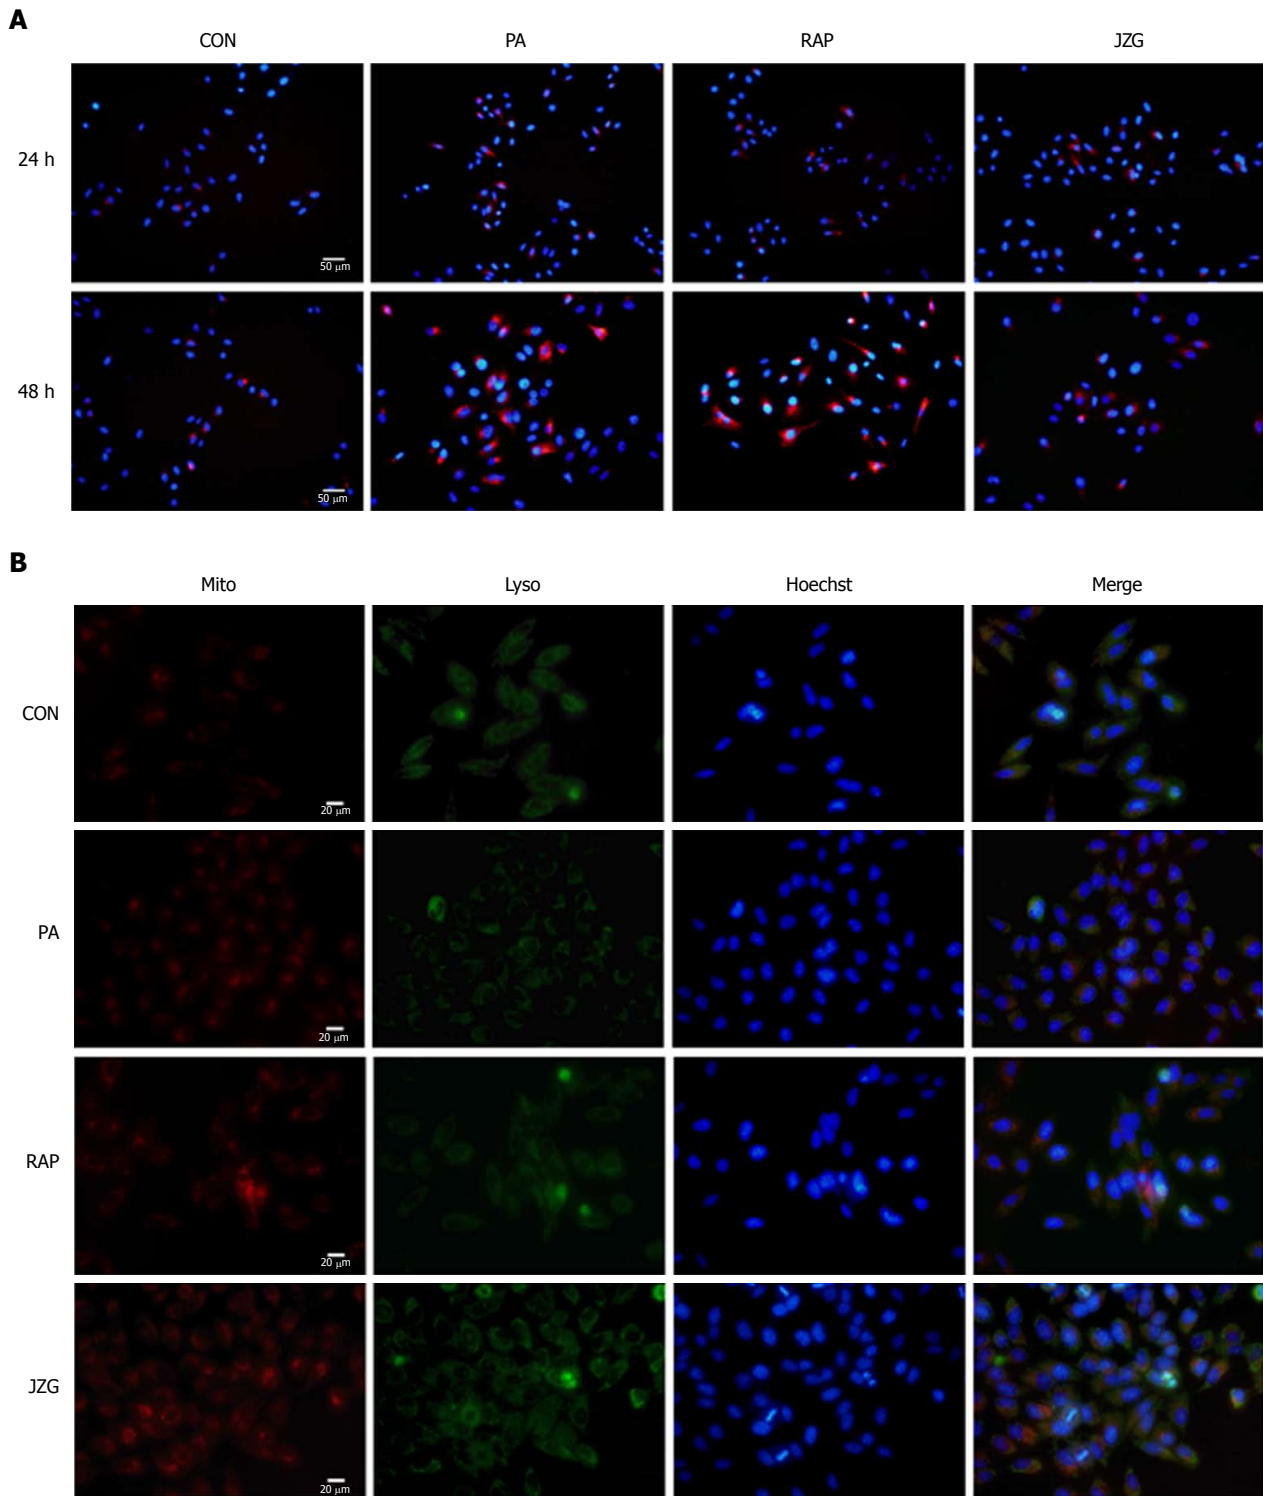 A
CON PA RAP JZG
24 h
50 μm
48 h
50 μm
B
Mito Lyso Hoechst Merge
CON
20 μm
PA
20 μm
RAP
20 μm
JZG
20 μm